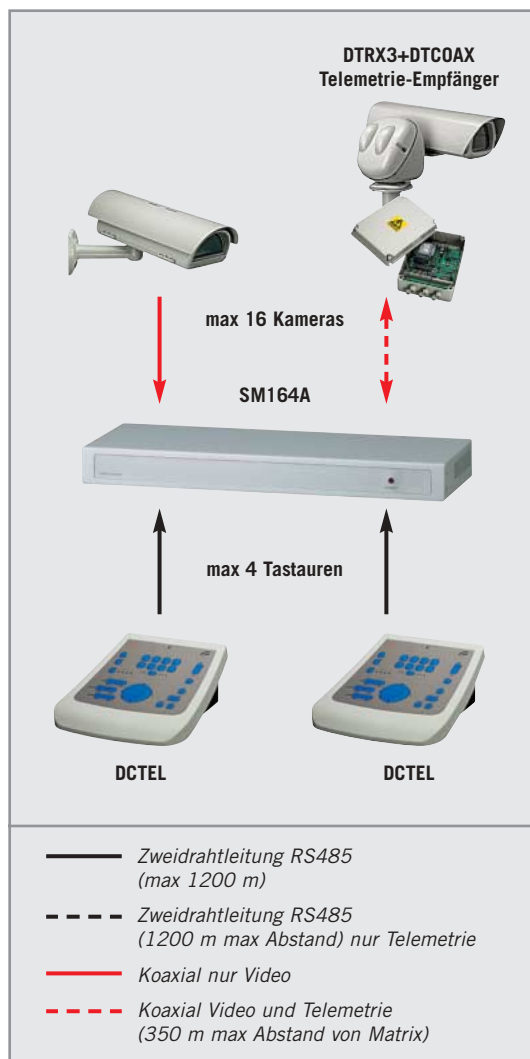 DTRX3+DTCOAX
Telemetrie-Empfänger
max 16 Kameras
SM164A
max 4 Tastauren
DCTEL
DCTEL
Zweidrahtleitung RS485
(max 1200 m)
Zweidrahtleitung RS485
(1200 m max Abstand) nur Telemetrie
Koaxial nur Video
Koaxial Video und Telemetrie
(350 m max Abstand von Matrix)